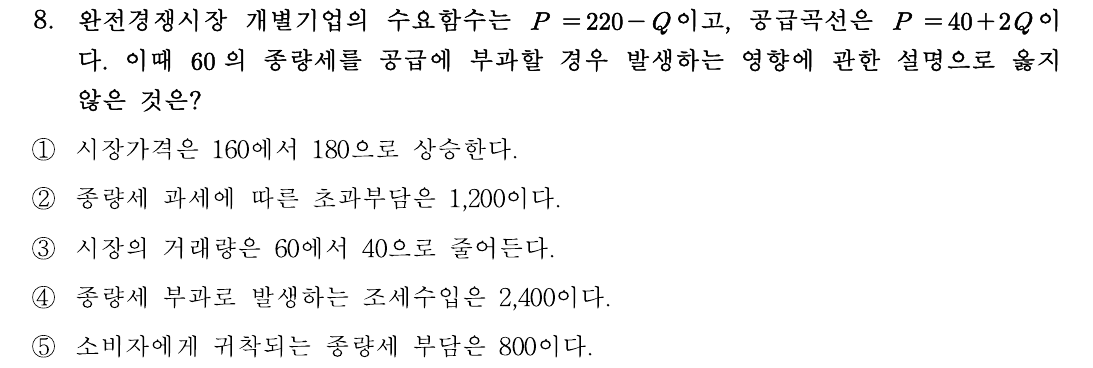 8. 완전경쟁시장 개별기업의 수요함수는 P=220-Q이고, 공급곡선은 P=40+2Q이
다. 이때 60의 종량세를 공급에 부과할 경우 발생하는 영향에 관한 설명으로 옳지
않은 것은?
① 시장가격은 160에서 180으로 상승한다.
② 종량세 과세에 따른 초과부담은 1,200이다.
③ 시장의 거래량은 60에서 40으로 줄어든다.
④ 종량세 부과로 발생하는 조세수입은 2,400이다.
⑤ 소비자에게 귀착되는 종량세 부담은 800이다.